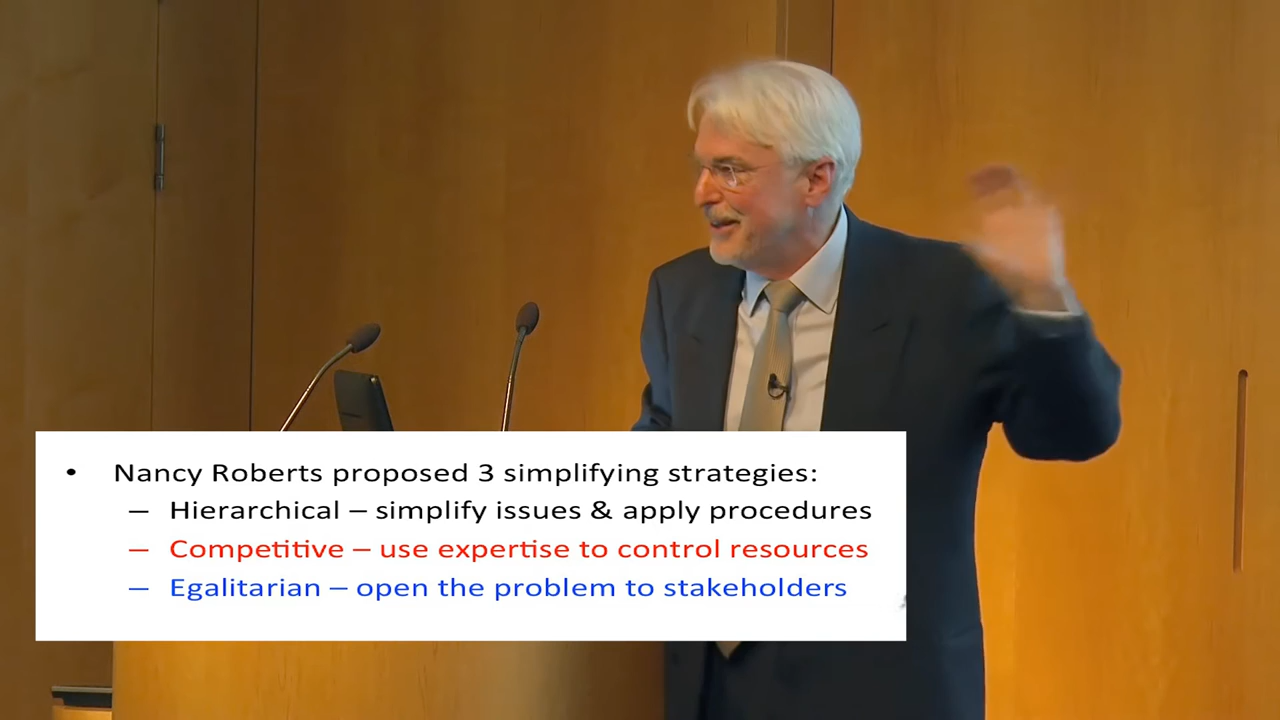 • Nancy Roberts proposed 3 simplifying strategies:
– Hierarchical – simplify issues & apply procedures
– Competitive – use expertise to control resources
– Egalitarian – open the problem to stakeholders